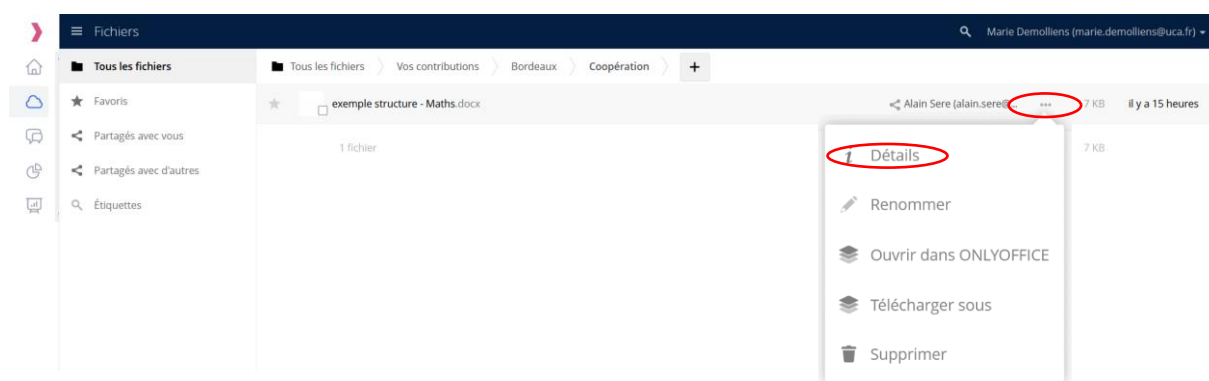 Fichiers
Marie Demolliens (marie.demolliens@uca.fr)
Tous les fichiers
Tous les fichiers Vos contributions Bordeaux Coopération +
Favoris
exemple structure - Maths.docx
Alain Sere (alain.sere@... ••• 7 KB il y a 15 heures
Partagés avec vous
1 fichier
7 KB
Partagés avec d'autres
Étiquettes
Détails
Renommer
Ouvrir dans ONLYOFFICE
Télécharger sous
Supprimer